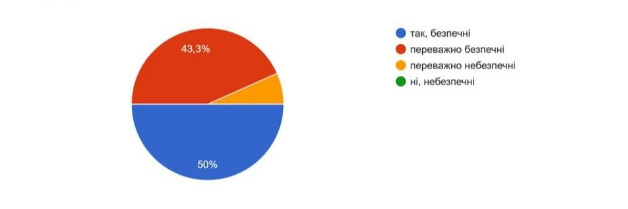 43,3%
50%
так, безпечні
переважно безпечні
переважно небезпечні
ні, небезпечні